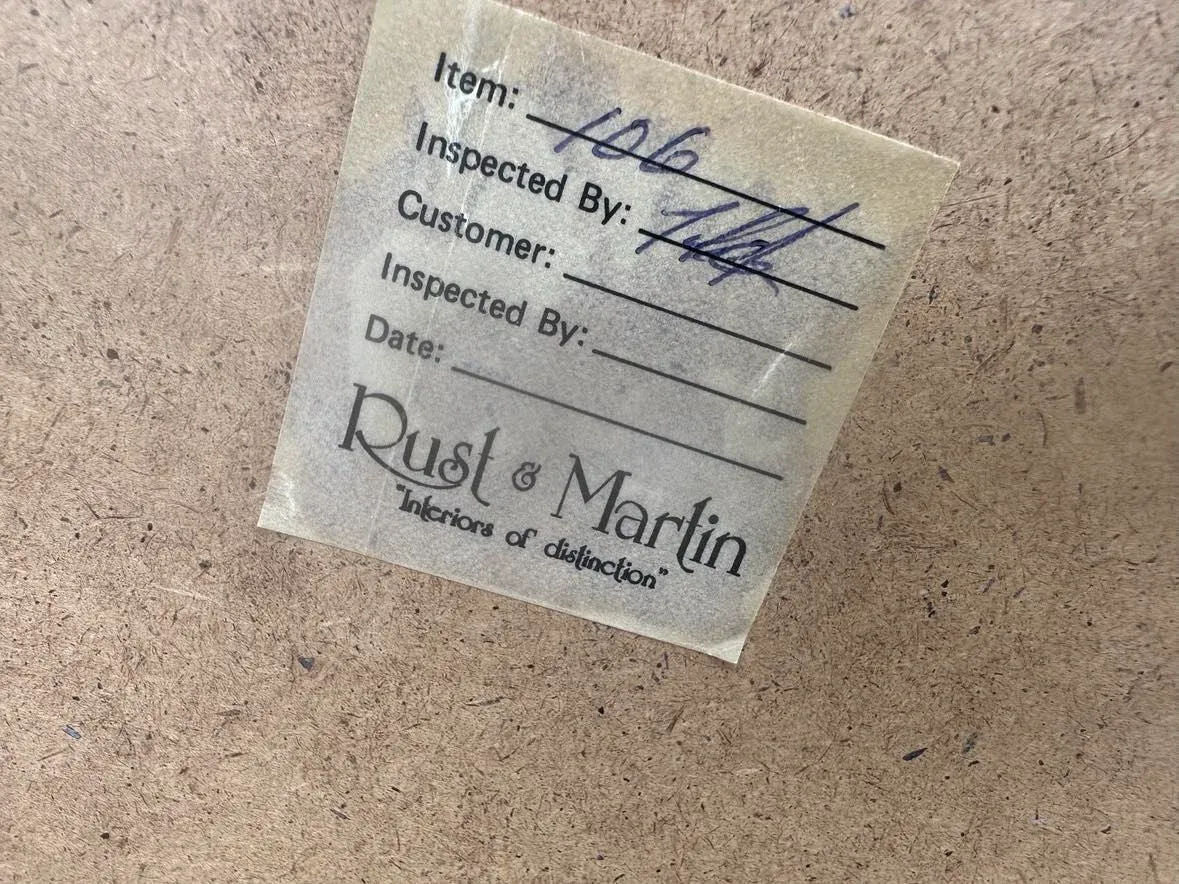 Item: 106
Inspected By:
Customer:
Inspected By:
Date:
Rust & Martin
"Interiors of distinction"